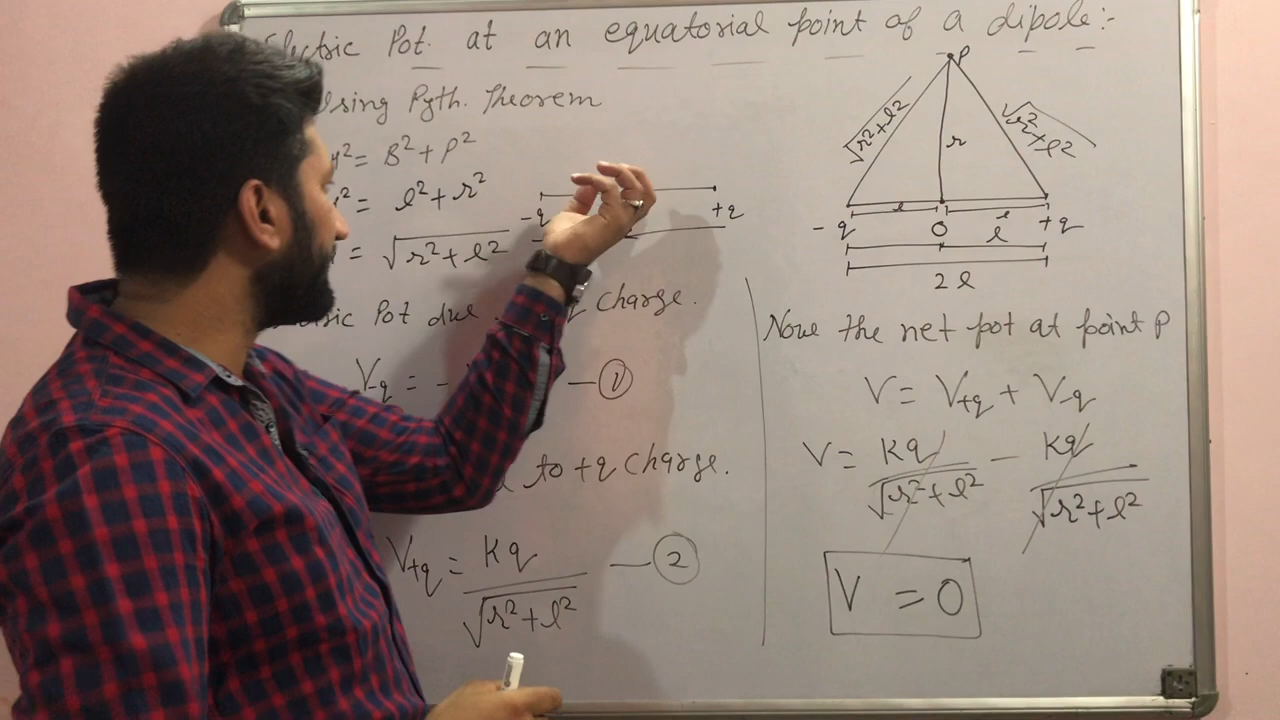 Electric Pot. at an equatorial point of a dipole:-
Using Pyth. Theorem
H² = B² + P²
² = l² + r²
= √r² + l²
-q +q
Pot due q charge.
V-q = - — ①
to +q charge.
V+q = Kq / √r² + l² — ②
P
√r² + l² r √r² + l²
l l
-q O +q
2l
Now the net pot at point P
V = V+q + V-q
V = Kq / √r² + l² − Kq / √r² + l²
V = 0